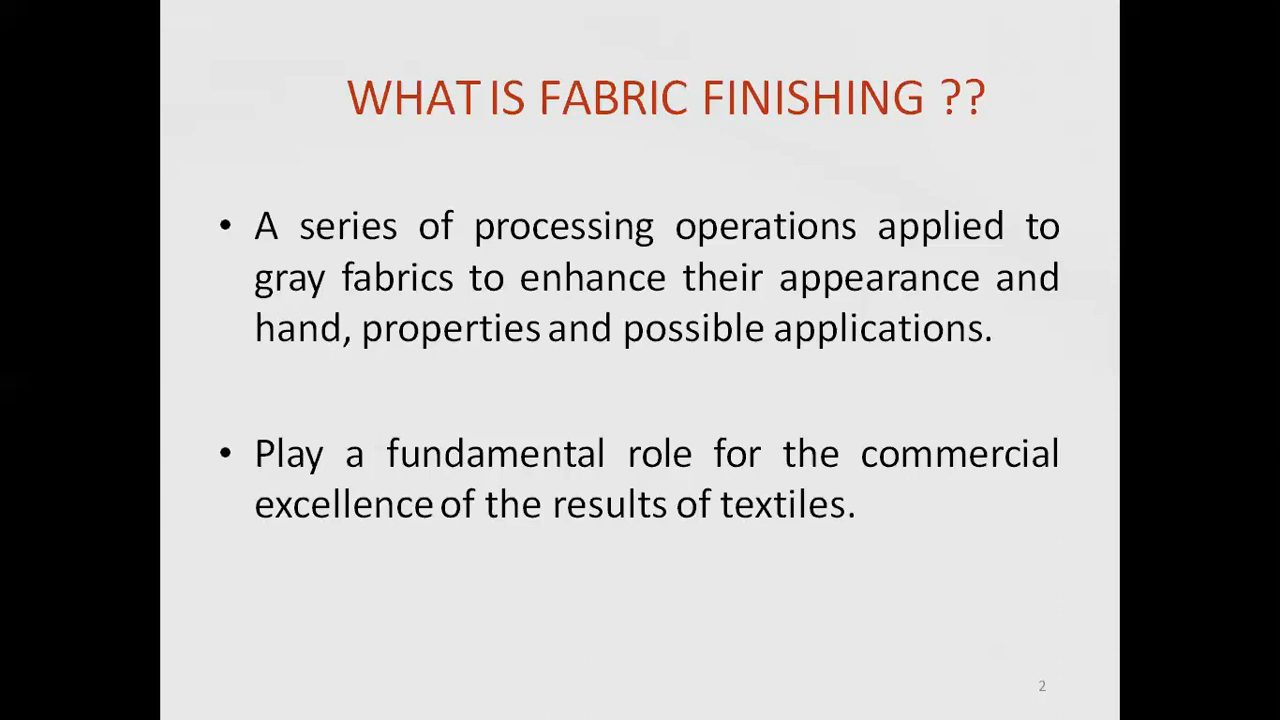 WHAT IS FABRIC FINISHING ??
• A series of processing operations applied to
gray fabrics to enhance their appearance and
hand, properties and possible applications.
• Play a fundamental role for the commercial
excellence of the results of textiles.
2